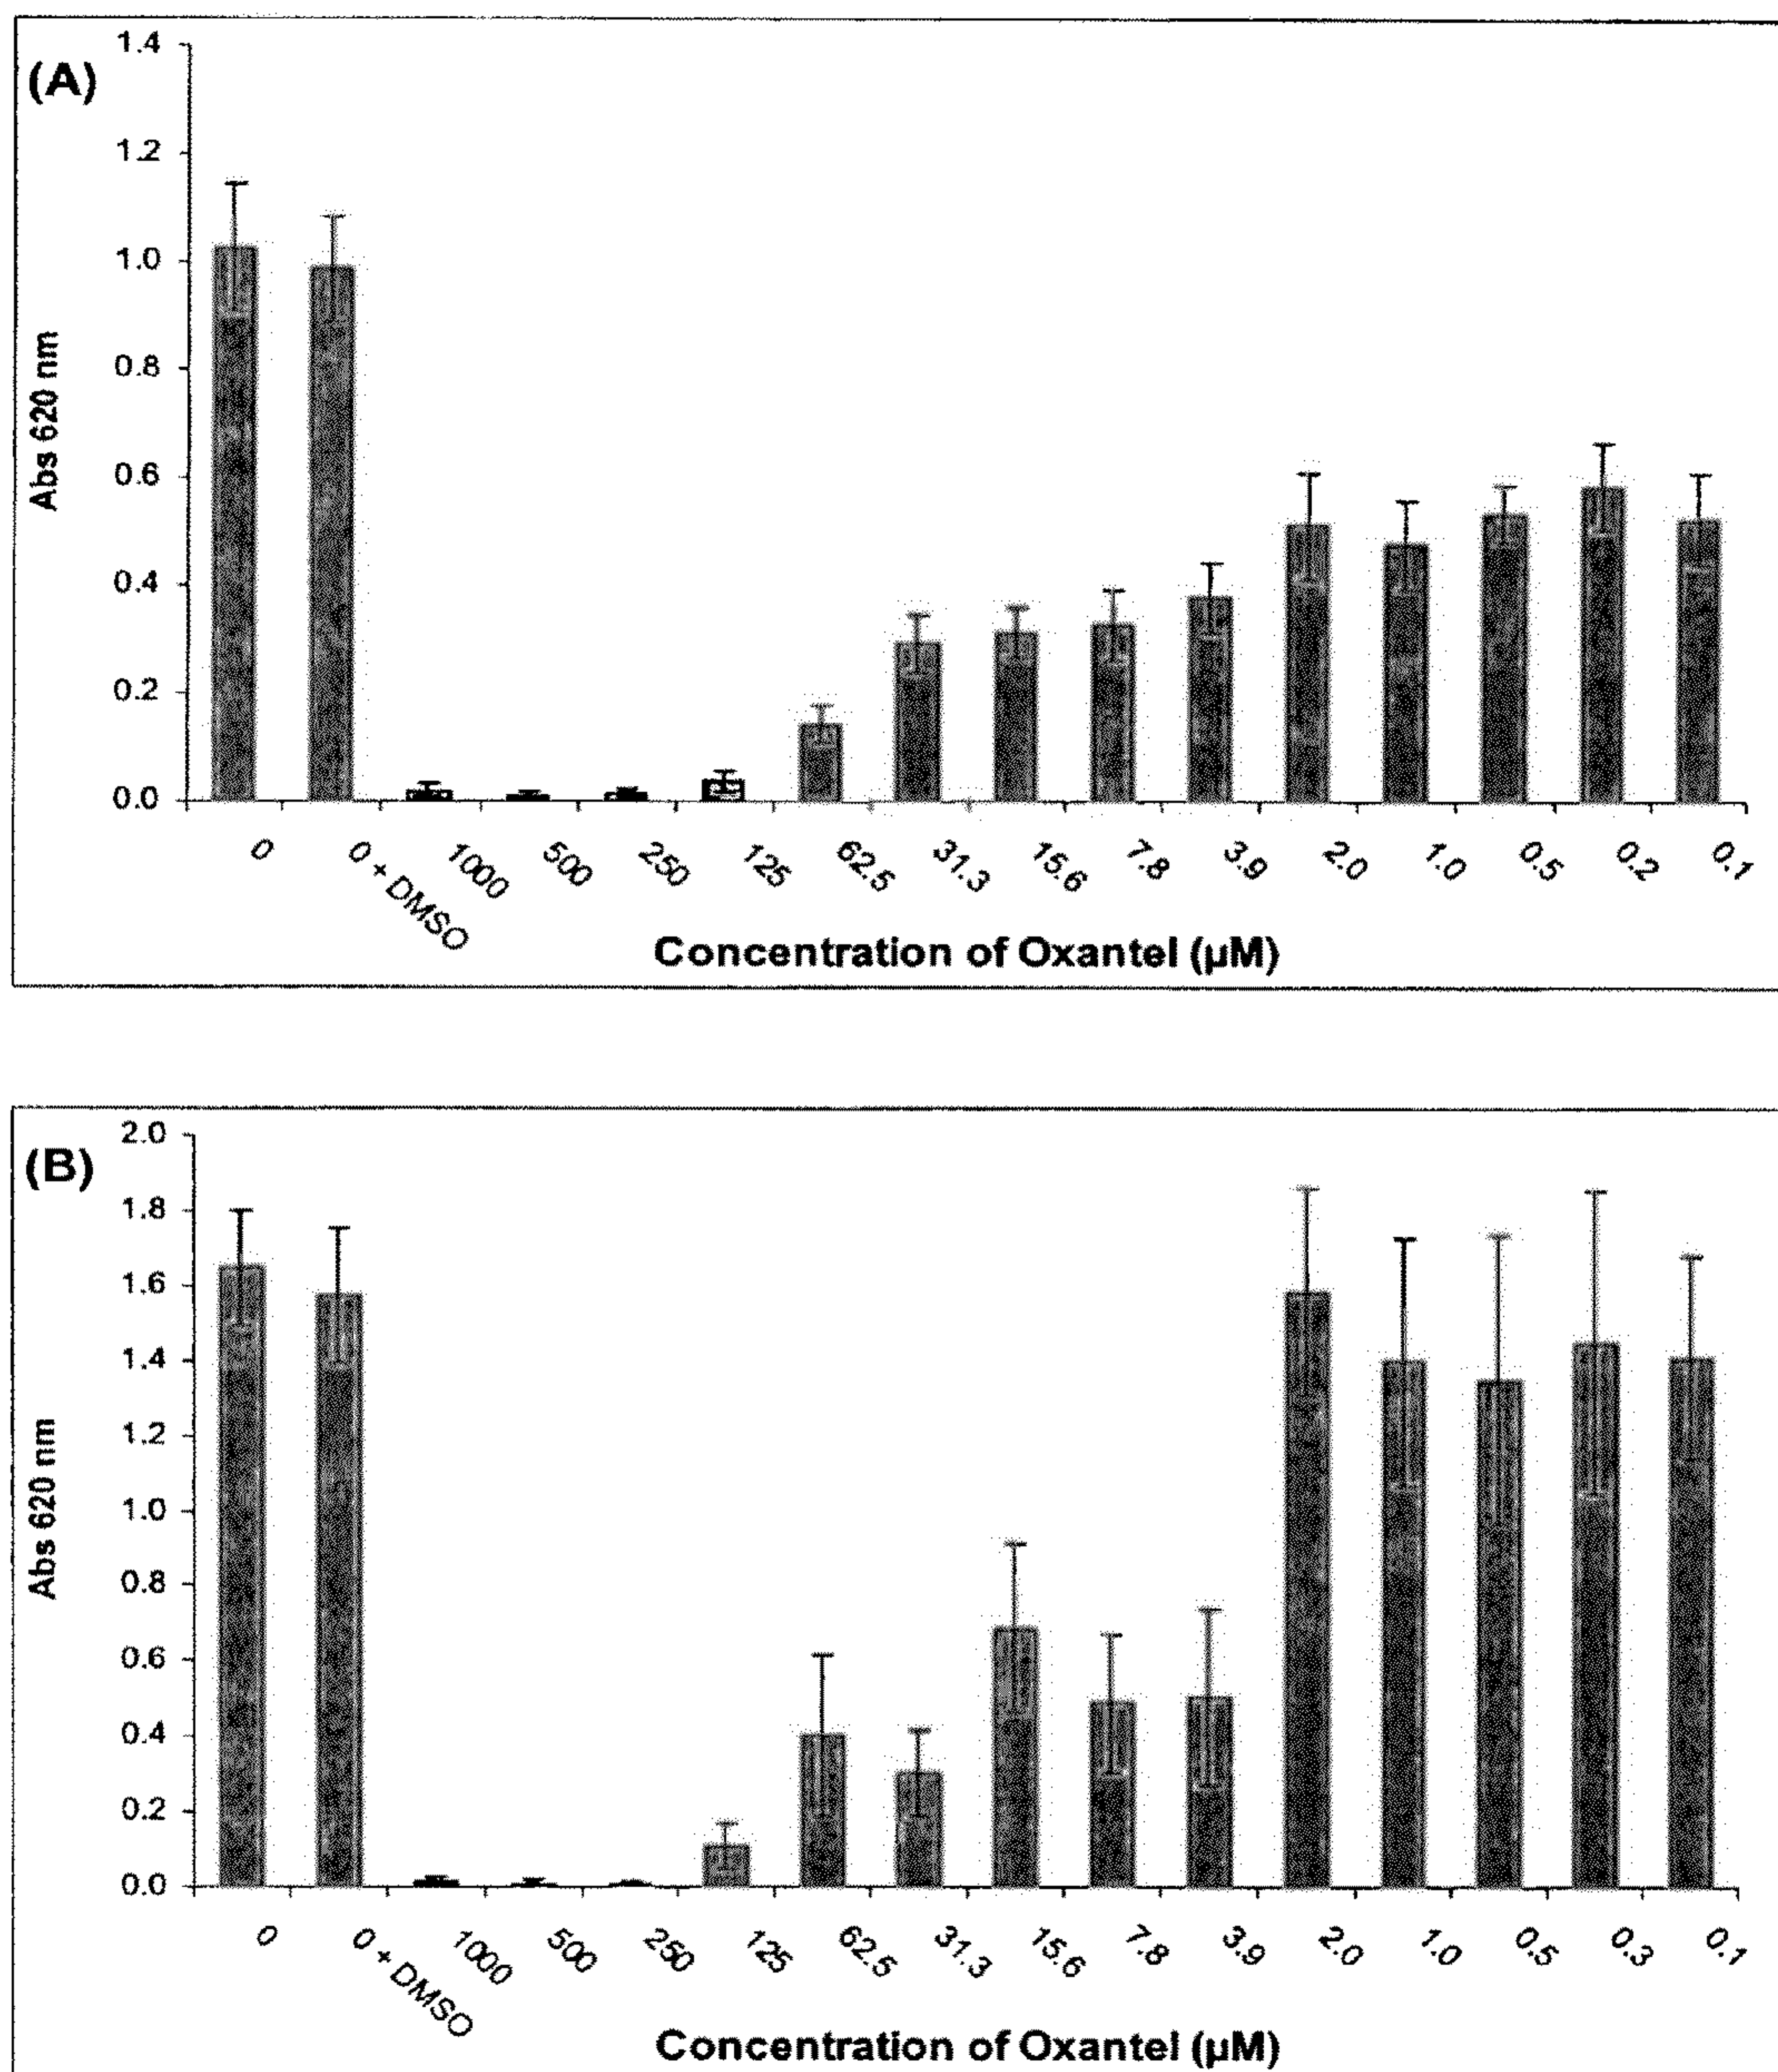 (A)
1.4
1.2
1.0
0.8
0.6
0.4
0.2
0.0
Abs 620 nm
0 0 + DMSO 1000 500 250 125 62.5 31.3 15.6 7.8 3.9 2.0 1.0 0.5 0.2 0.1
Concentration of Oxantel (µM)
(B)
2.0
1.8
1.6
1.4
1.2
1.0
0.8
0.6
0.4
0.2
0.0
Abs 620 nm
0 0 + DMSO 1000 500 250 125 62.5 31.3 15.6 7.8 3.9 2.0 1.0 0.5 0.3 0.1
Concentration of Oxantel (µM)